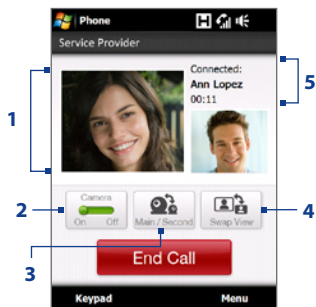 Phone
Service Provider
Connected:
Ann Lopez
00:11
1
5
Camera
On Off
Main / Second
Swap View
2
3
4
End Call
Keypad Menu